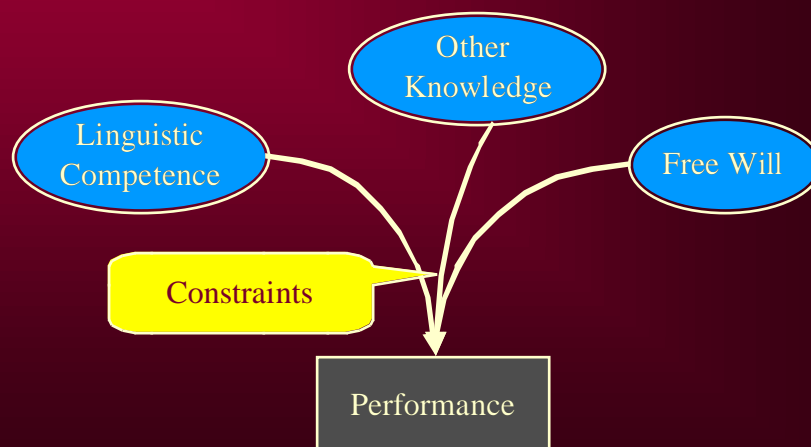 Other
Knowledge
Linguistic
Competence
Free Will
Constraints
Performance